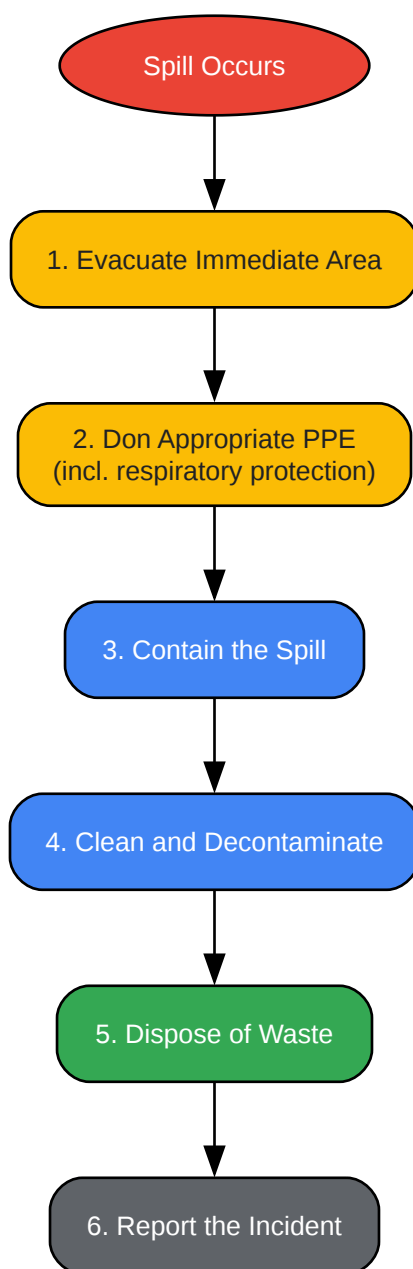 Spill Occurs
1. Evacuate Immediate Area
2. Don Appropriate PPE
(incl. respiratory protection)
3. Contain the Spill
4. Clean and Decontaminate
5. Dispose of Waste
6. Report the Incident